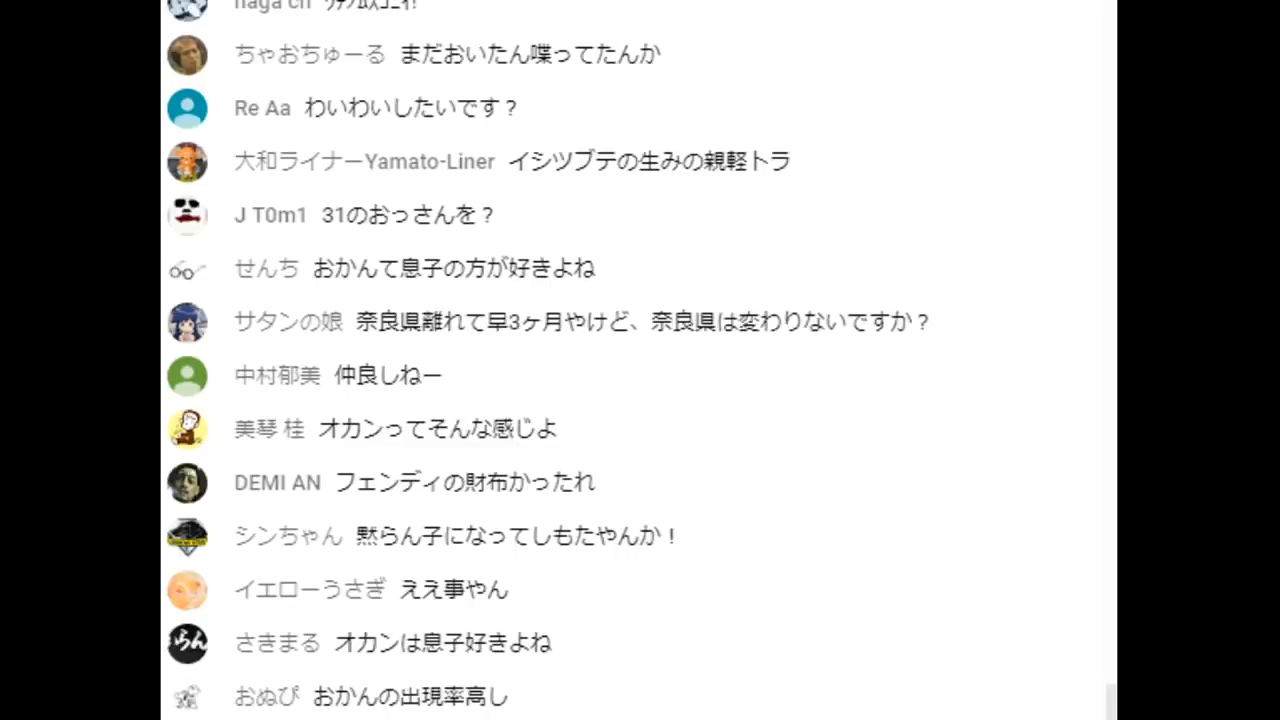 naga ch
ちゃおちゅーる まだおいたん喋ってたんか
Re Aa わいわいしたいです？
大和ライナーYamato-Liner イシツブテの生みの親軽トラ
J T0m1 31のおっさんを？
せんち おかんて息子の方が好きよね
サタンの娘 奈良県離れて早3ヶ月やけど、奈良県は変わりないですか？
中村郁美 仲良しねー
美琴 桂 オカンってそんな感じよ
DEMI AN フェンディの財布かったれ
シンちゃん 黙らん子になってしもたやんか！
イエローうさぎ ええ事やん
らん さきまる オカンは息子好きよね
おぬぴ おかんの出現率高し